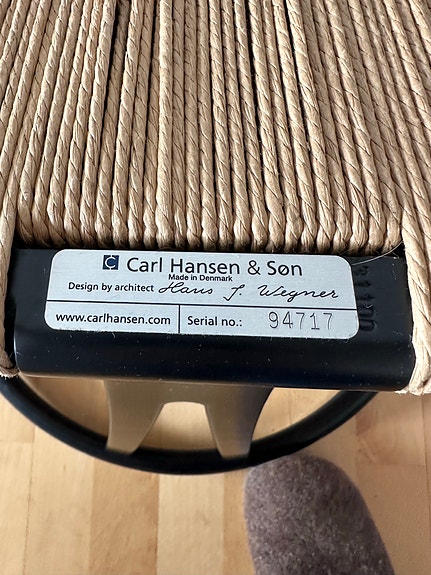 Carl Hansen & Søn
Made in Denmark
Design by architect Hans J. Wegner
www.carlhansen.com Serial no.: 94717